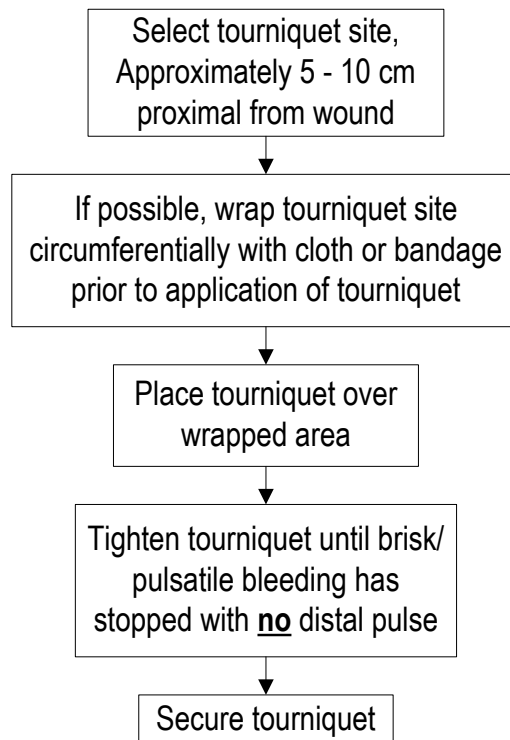 Select tourniquet site,
Approximately 5 - 10 cm
proximal from wound
If possible, wrap tourniquet site
circumferentially with cloth or bandage
prior to application of tourniquet
Place tourniquet over
wrapped area
Tighten tourniquet until brisk/
pulsatile bleeding has
stopped with no distal pulse
Secure tourniquet